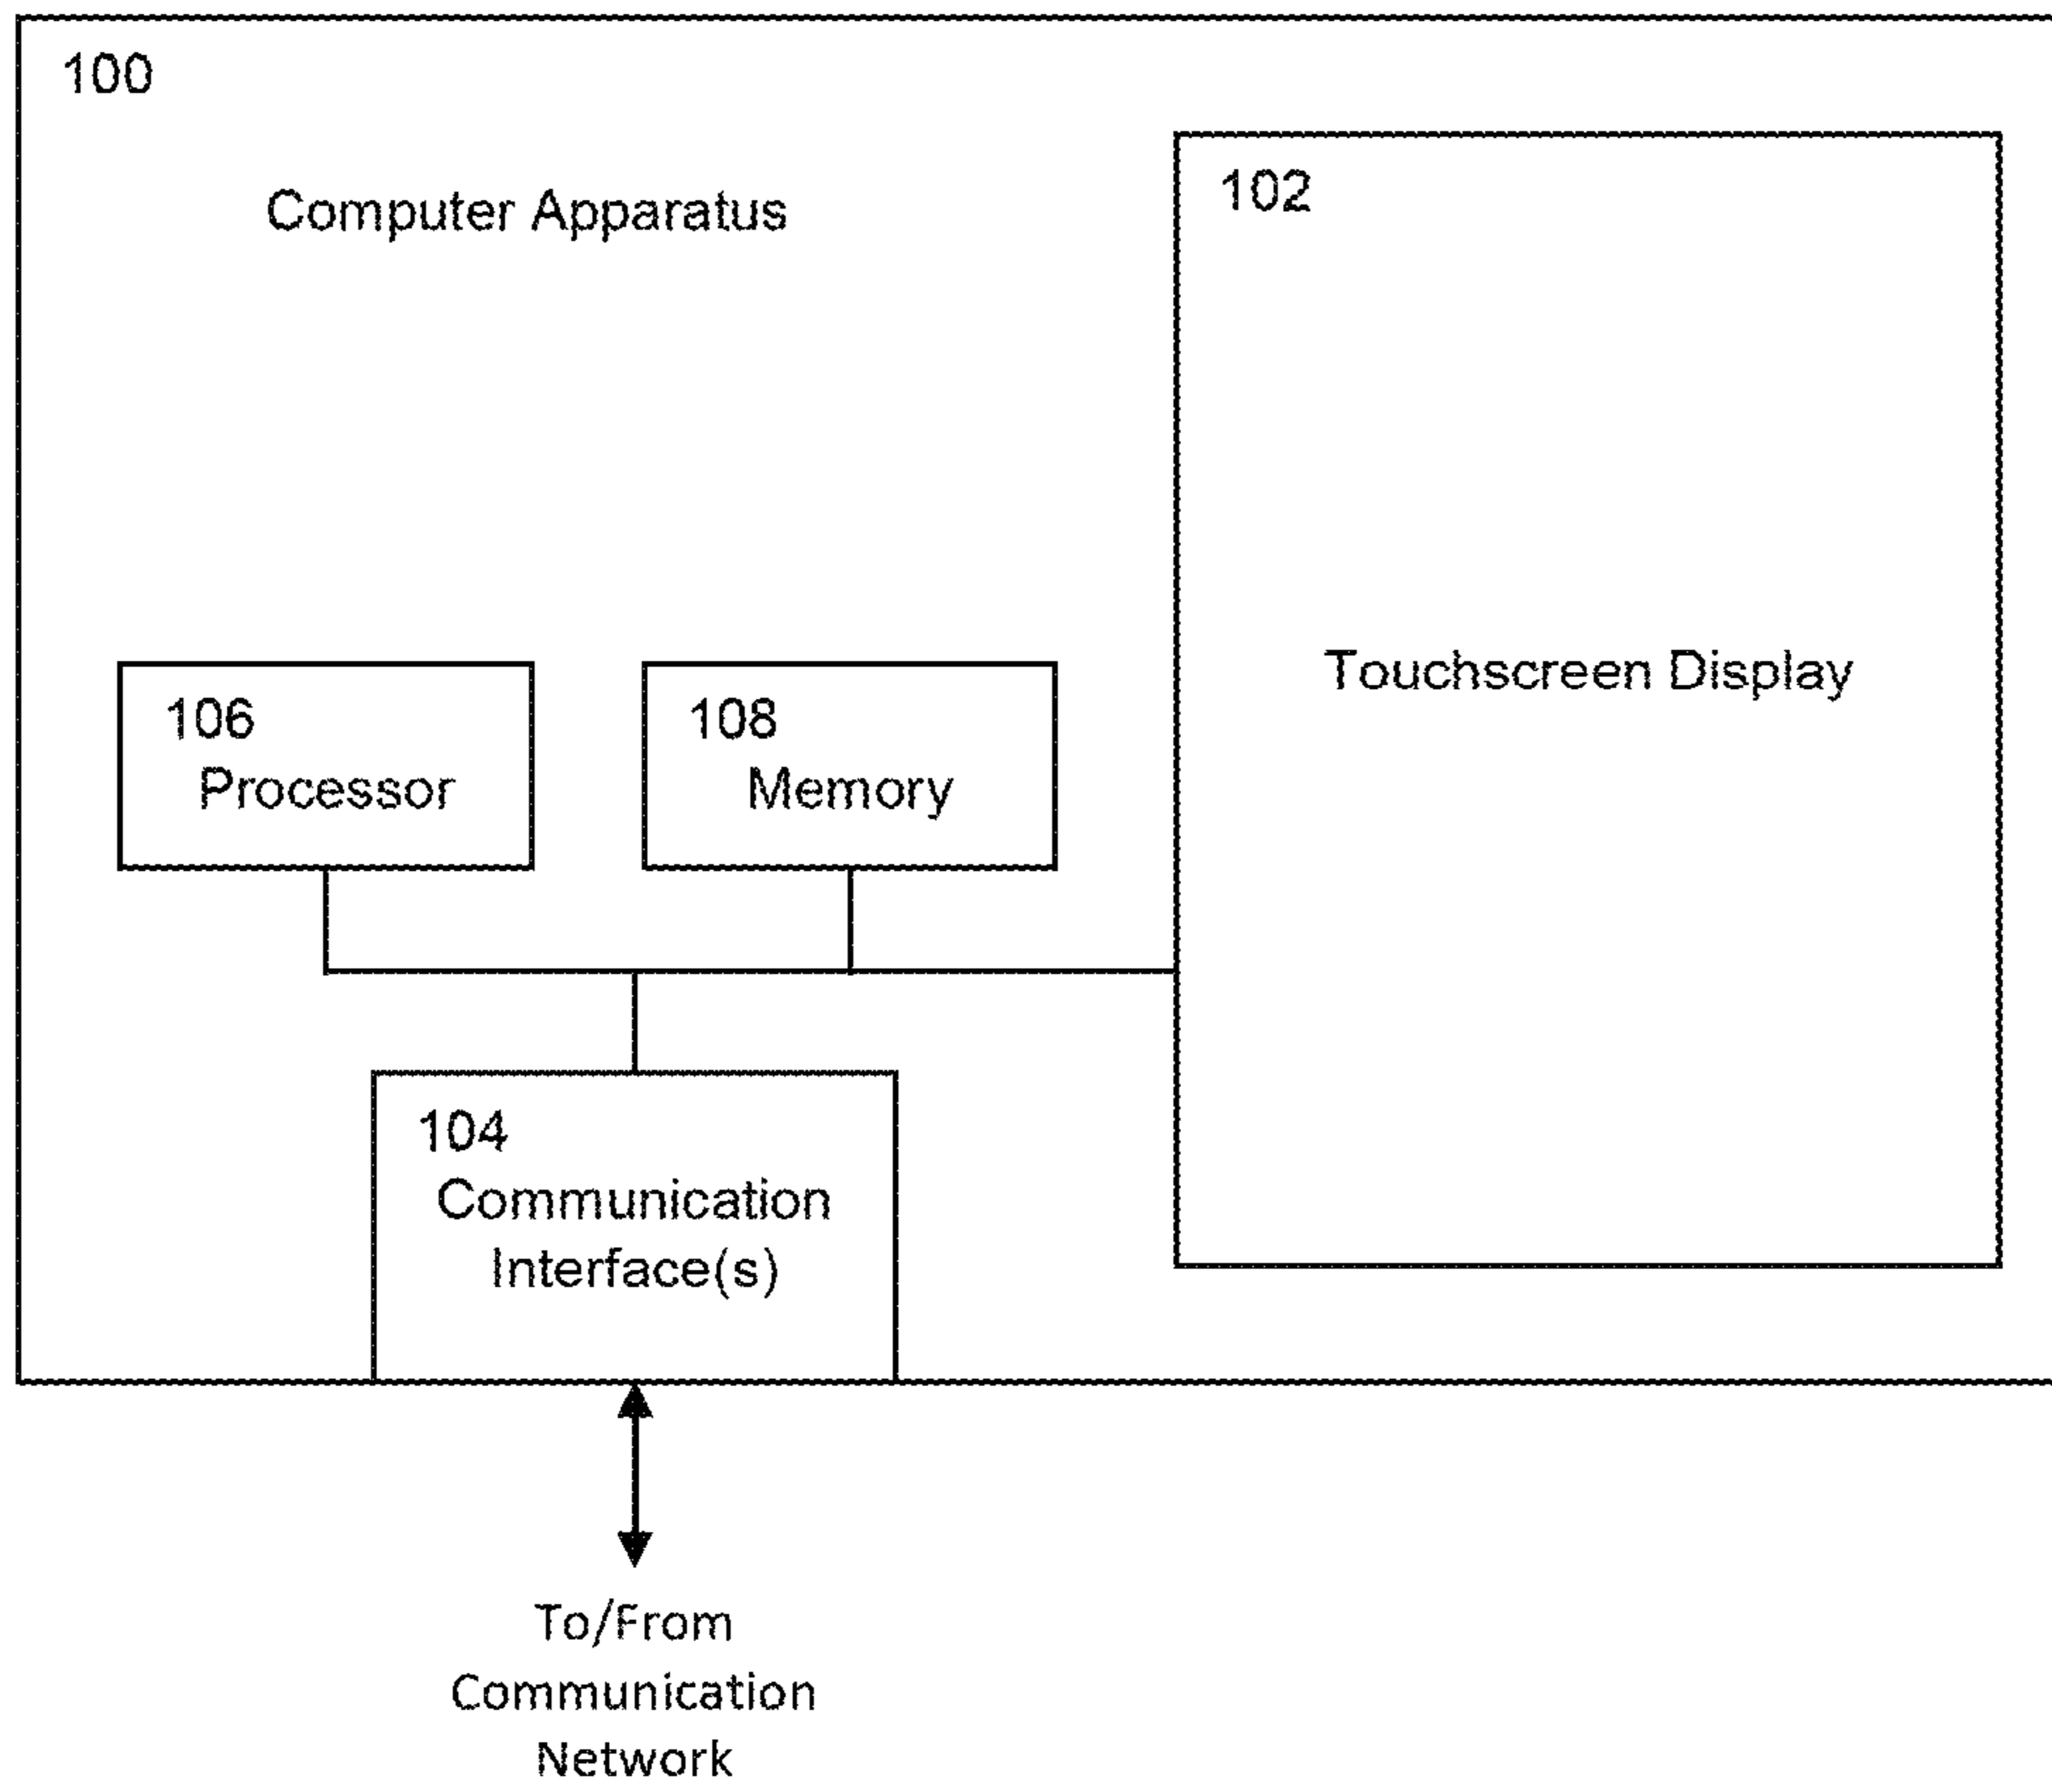 100
Computer Apparatus
102
Touchscreen Display
106
Processor
108
Memory
104
Communication
Interface(s)
To/From
Communication
Network